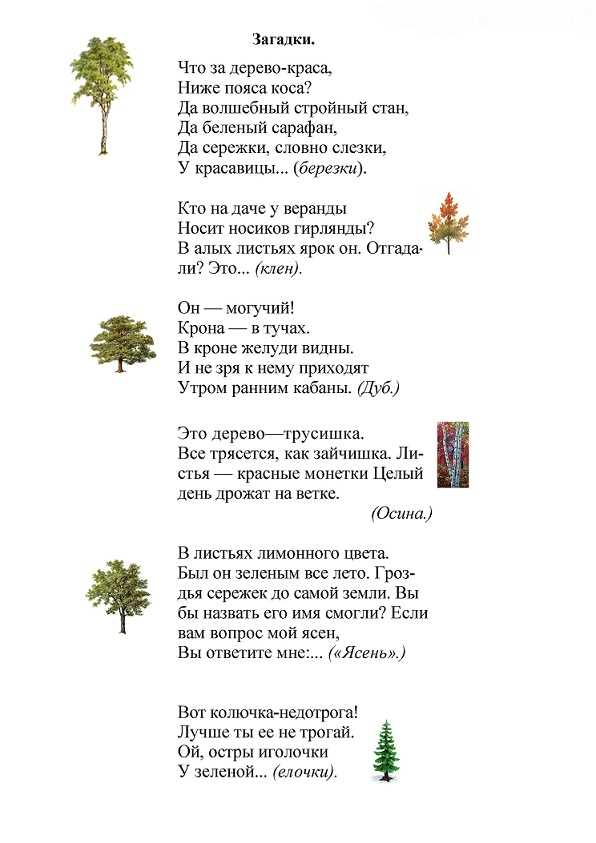 Загадки.
Что за дерево-краса,
Ниже пояса коса?
Да волшебный стройный стан,
Да беленый сарафан,
Да сережки, словно слезки,
У красавицы... (березки).
Кто на даче у веранды
Носит носиков гирлянды?
В алых листьях ярок он. Отгада-
ли? Это... (клен).
Он — могучий!
Крона — в тучах.
В кроне желуди видны.
И не зря к нему приходят
Утром ранним кабаны. (Дуб.)
Это дерево—трусишка.
Все трясется, как зайчишка. Ли-
стья — красные монетки Целый
день дрожат на ветке.
(Осина.)
В листьях лимонного цвета.
Был он зеленым все лето. Гроз-
дья сережек до самой земли. Вы
бы назвать его имя смогли? Если
вам вопрос мой ясен,
Вы ответите мне:... («Ясень».)
Вот колючка-недотрога!
Лучше ты ее не трогай.
Ой, остры иголочки
У зеленой... (елочки).